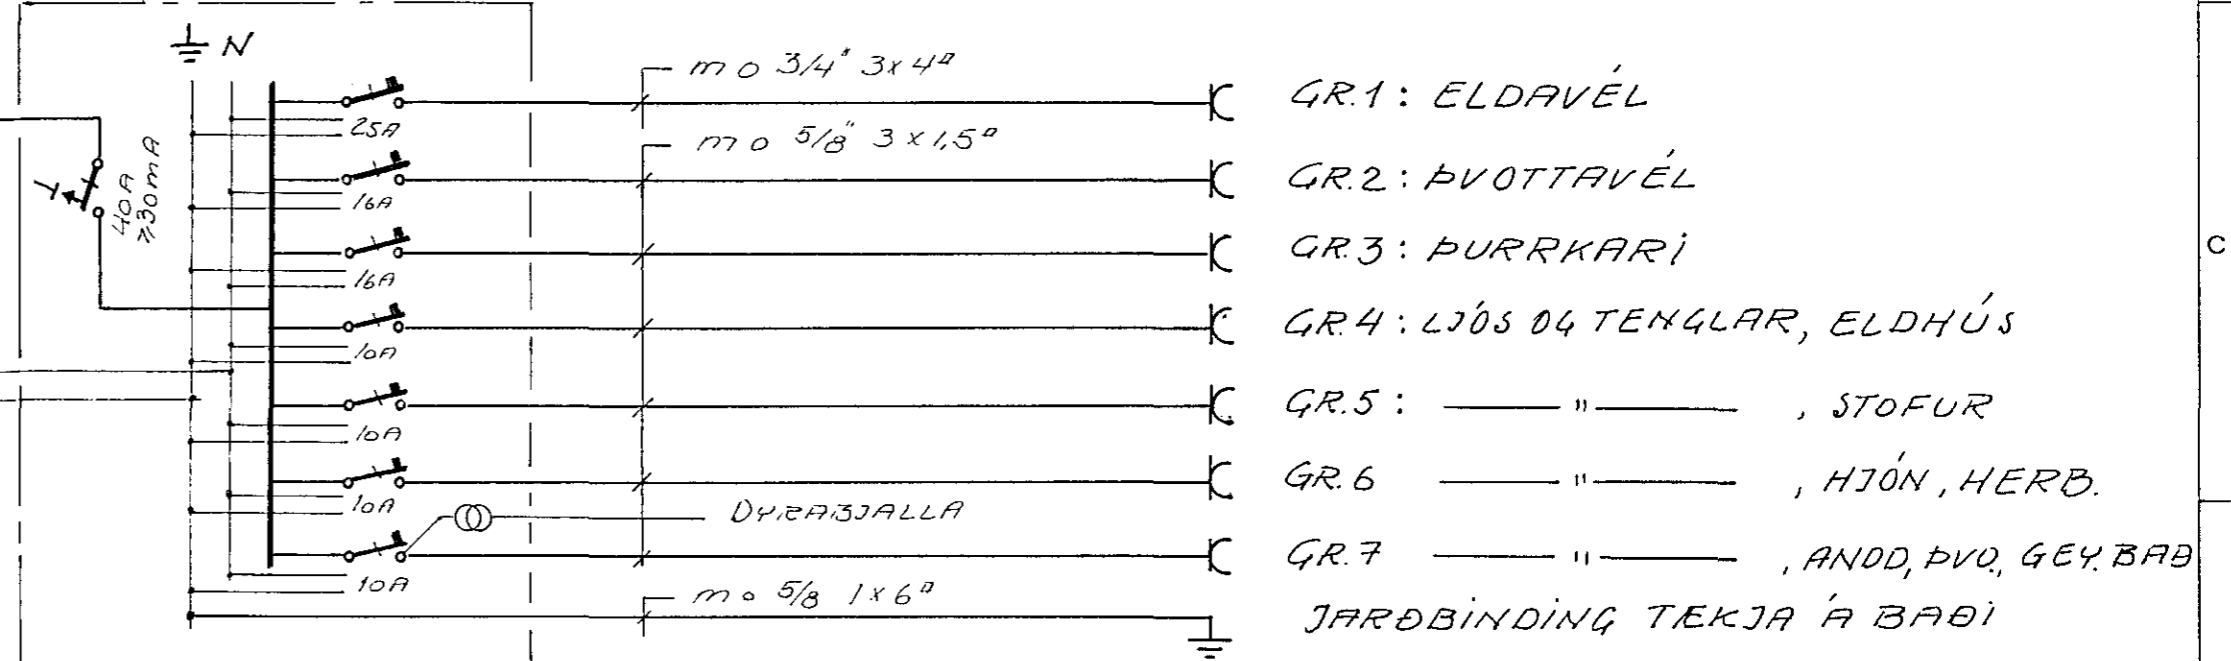 N
m o 3/4" 3x4□
GR.1: ELDAVÉL
25A
m o 5/8" 3x1,5□
40A
≥30mA
GR.2: ÞVOTTAVÉL
16A
GR.3: ÞURRKARI
C
16A
GR.4: LJÓS OG TENGLAR, ELDHÚS
10A
GR.5: —— " —— , STOFUR
10A
GR.6 —— " —— , HJÓN, HERB.
10A
DYRABJALLA
GR.7 —— " —— , ANDD, ÞVO., GEY. BAÐ
10A
m o 5/8 1x6□
JARÐBINDING TÆKJA Á BAÐI